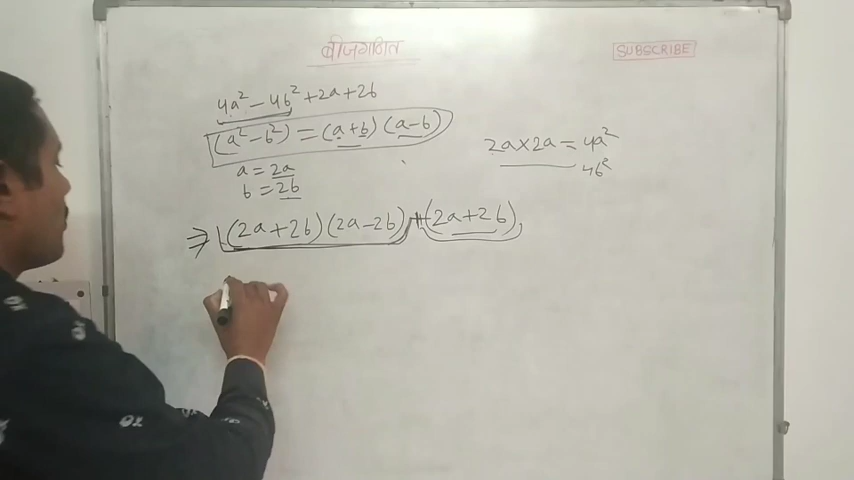 बीजगणित
SUBSCRIBE
4a² - 4b² + 2a + 2b
(a² - b²) = (a + b) (a - b)
2a × 2a = 4a²
4b²
a = 2a
b = 2b
⇒ (2a + 2b) (2a - 2b) + (2a + 2b)